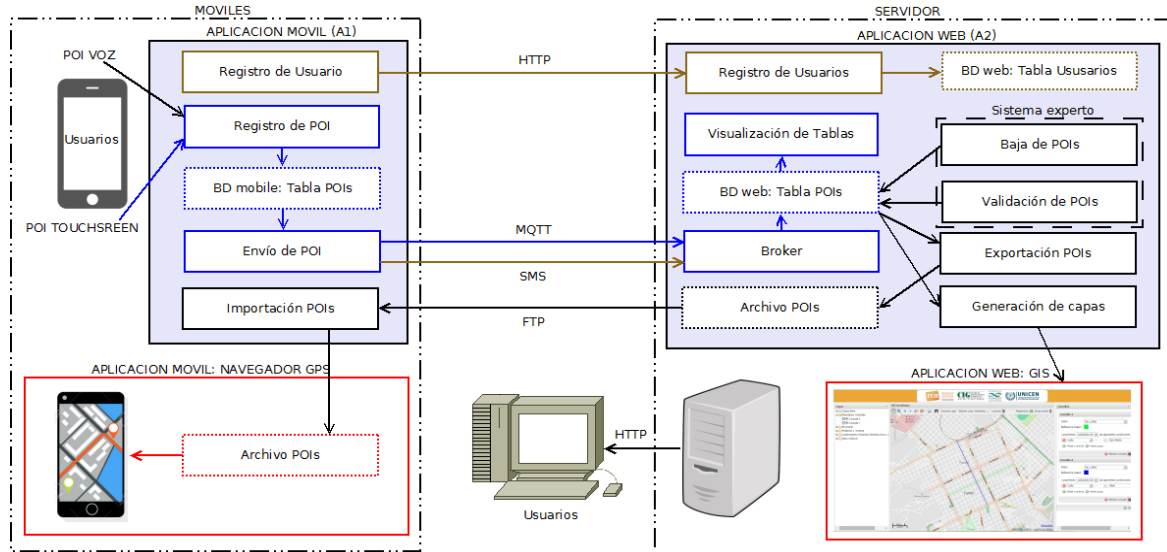 MOVILES
SERVIDOR
APLICACION MOVIL (A1)
APLICACION WEB (A2)
POI VOZ
Usuarios
POI TOUCHSREEN
Registro de Usuario
Registro de POI
BD mobile: Tabla POIs
Envío de POI
Importación POIs
HTTP
MQTT
SMS
FTP
Registro de Usuarios
BD web: Tabla Ususarios
Sistema experto
Visualización de Tablas
Baja de POIs
BD web: Tabla POIs
Validación de POIs
Broker
Exportación POIs
Archivo POIs
Generación de capas
APLICACION MOVIL: NAVEGADOR GPS
Archivo POIs
HTTP
Usuarios
APLICACION WEB: GIS
CIG
UNICEN